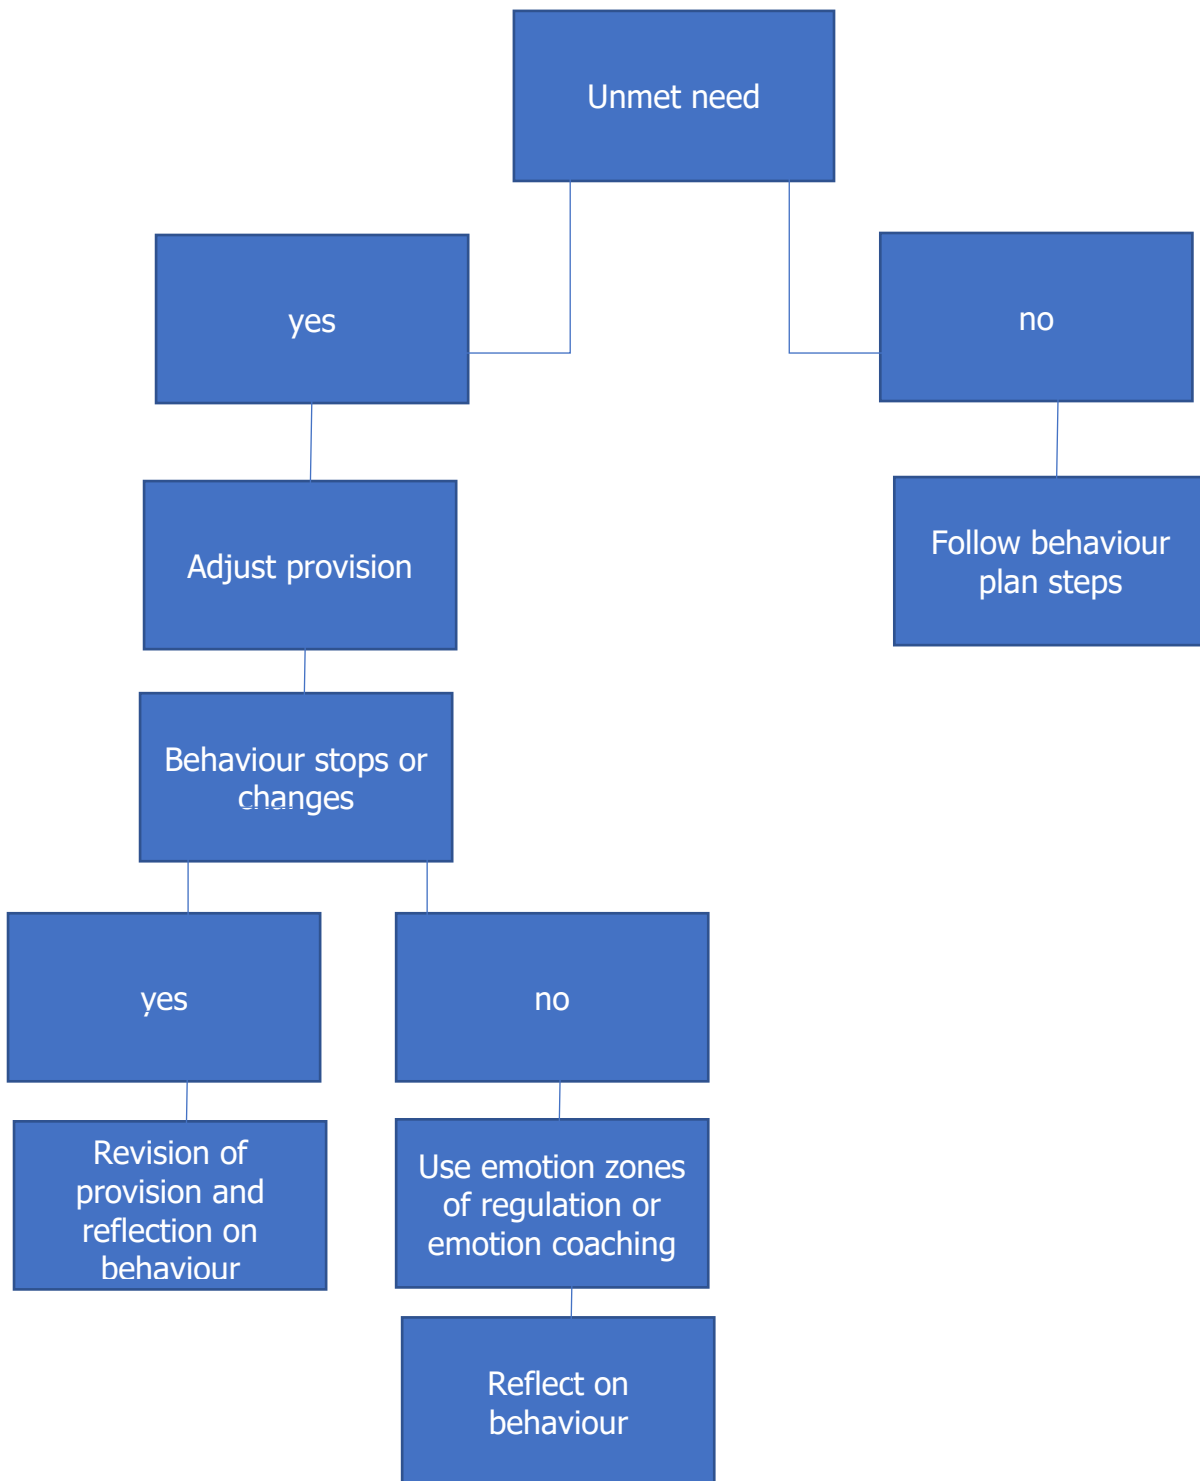 Unmet need
yes
no
Adjust provision
Follow behaviour
plan steps
Behaviour stops or
changes
yes
no
Revision of
provision and
reflection on
behaviour
Use emotion zones
of regulation or
emotion coaching
Reflect on
behaviour